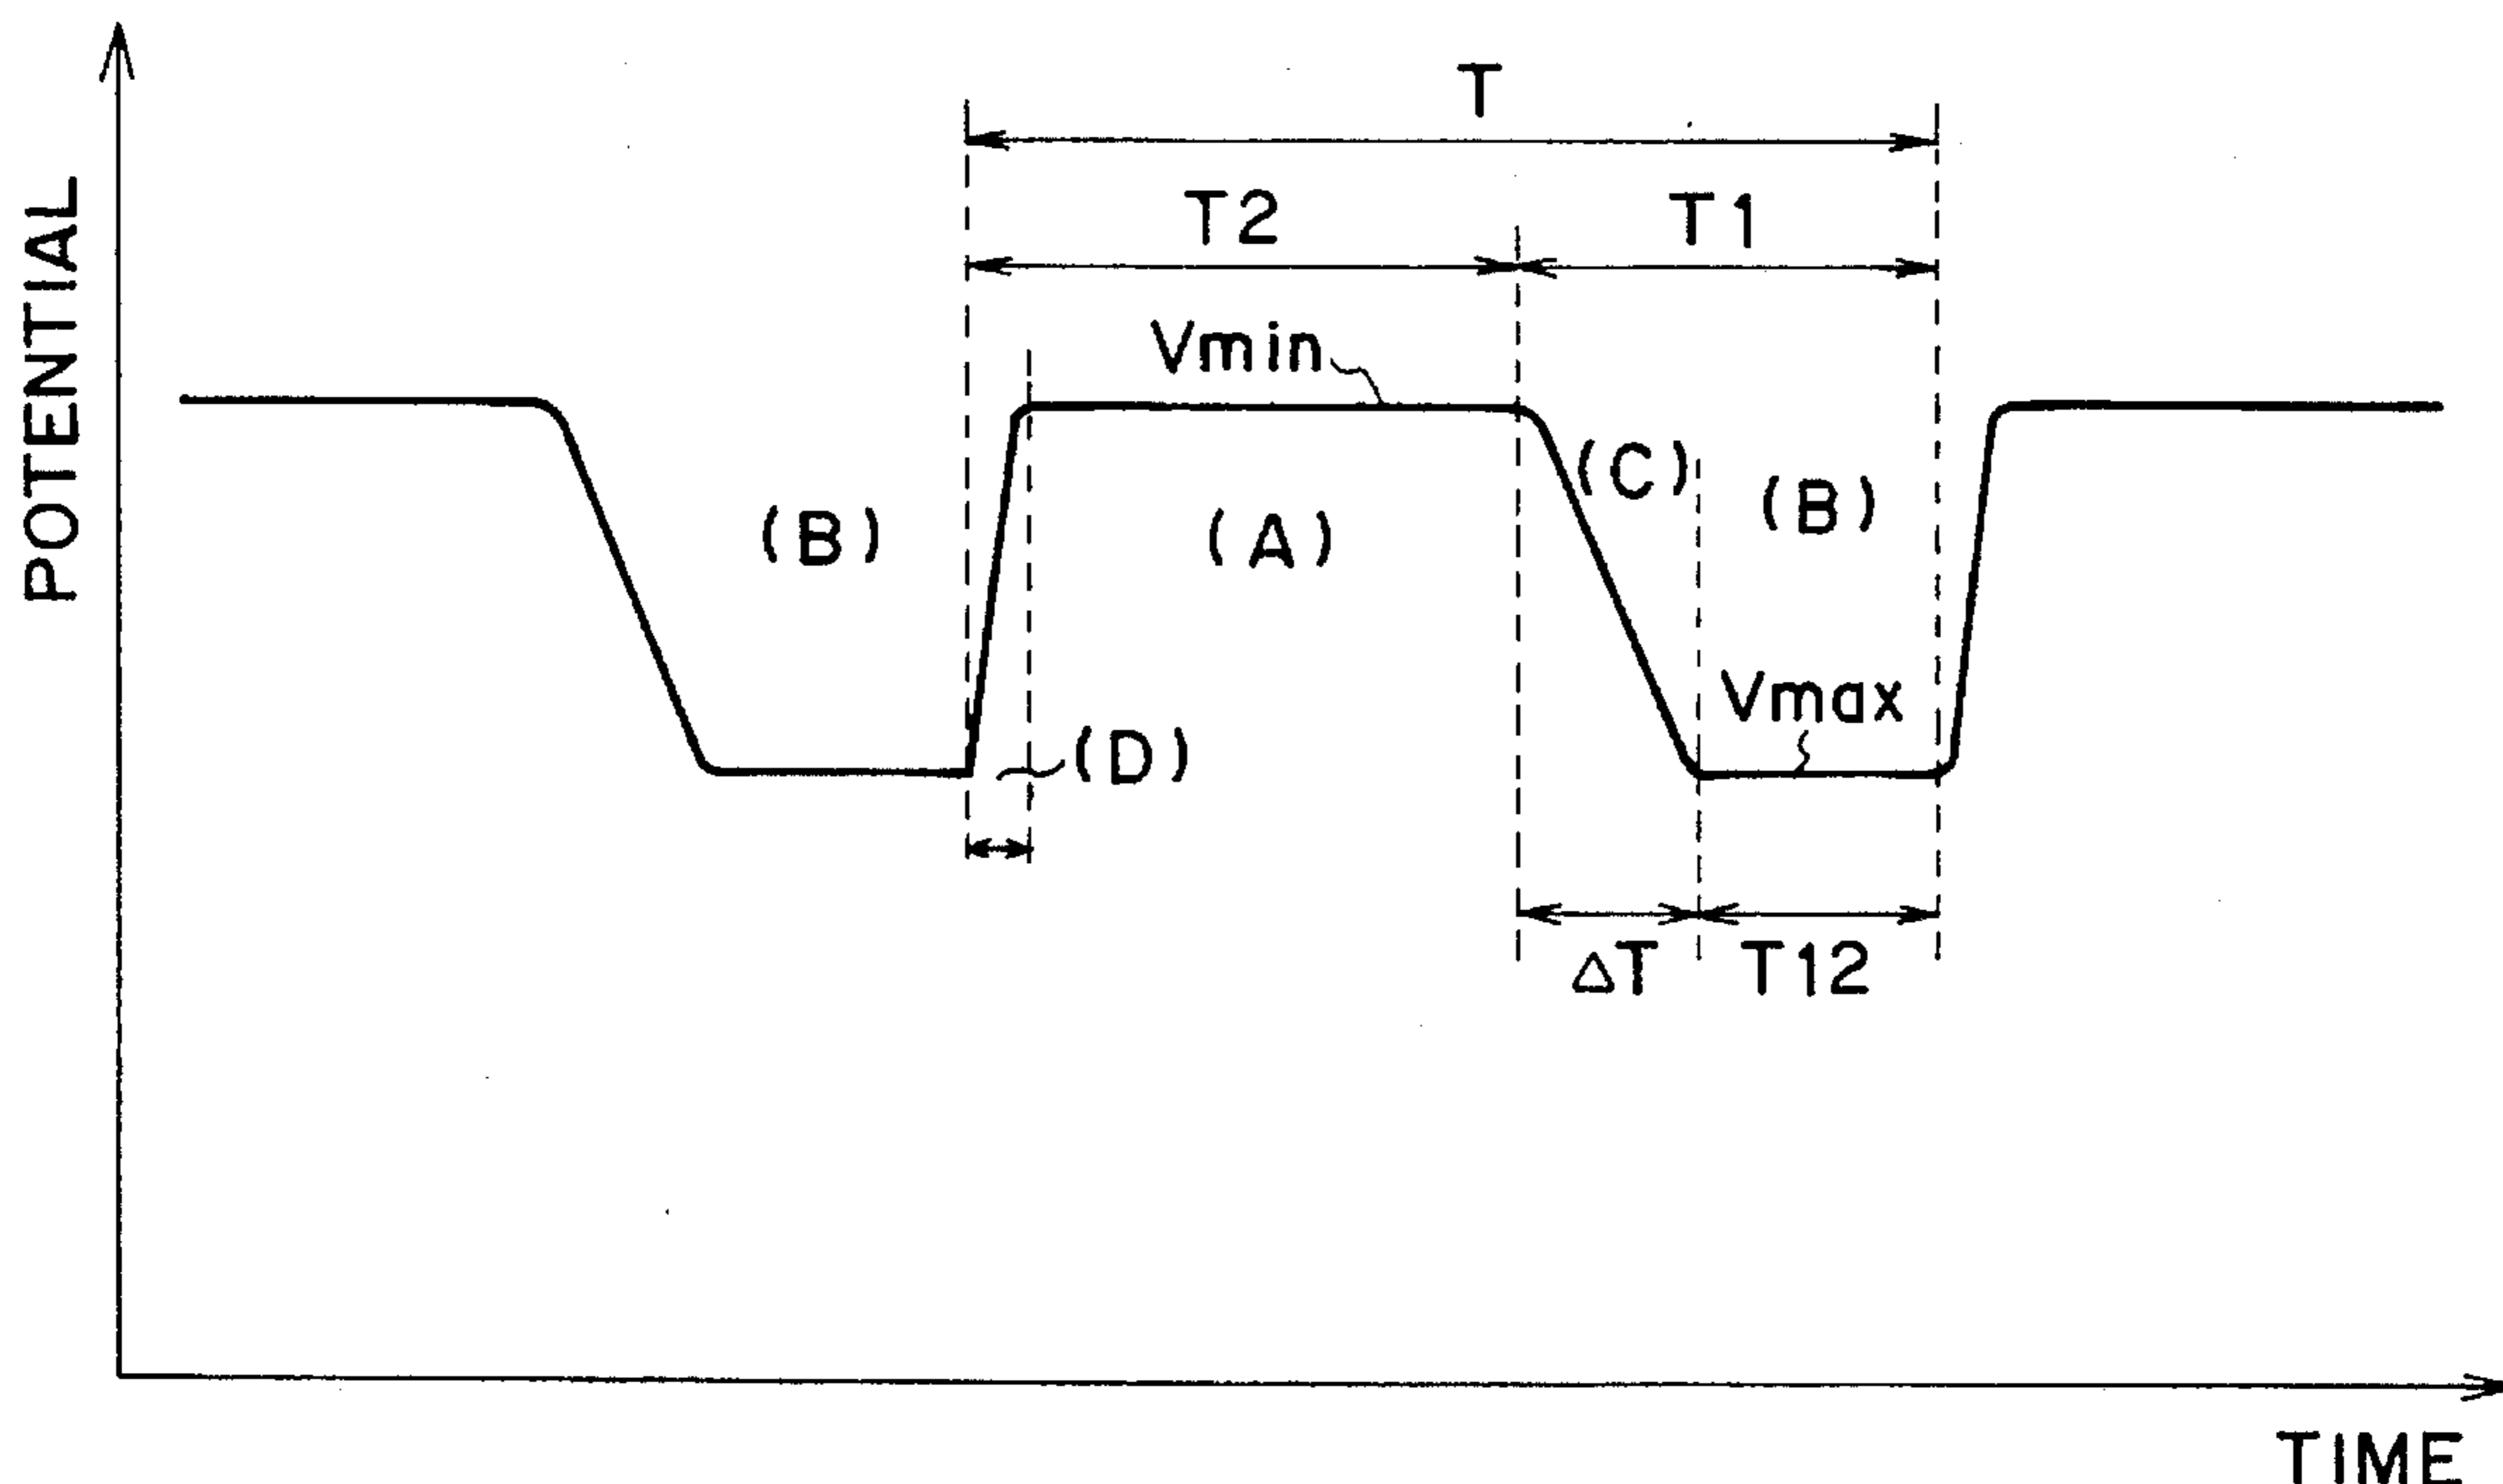 T
T2
T1
POTENTIAL
Vmin
(C)
(B)
(B)
(A)
Vmax
(D)
ΔT
T12
TIME